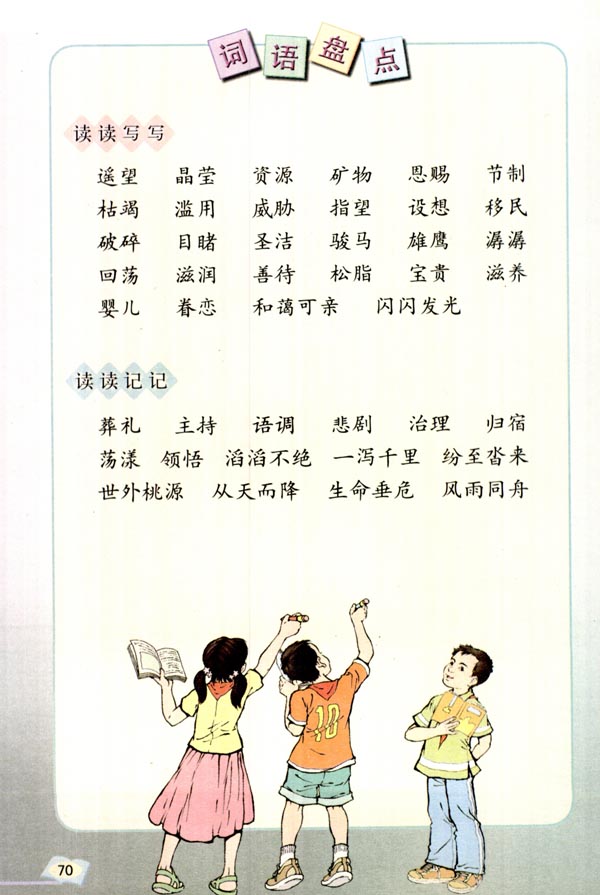 词语盘点
读读写写
遥望 晶莹 资源 矿物 恩赐 节制
枯竭 滥用 威胁 指望 设想 移民
破碎 目睹 圣洁 骏马 雄鹰 潺潺
回荡 滋润 善待 松脂 宝贵 滋养
婴儿 眷恋 和蔼可亲 闪闪发光
读读记记
葬礼 主持 语调 悲剧 治理 归宿
荡漾 领悟 滔滔不绝 一泻千里 纷至沓来
世外桃源 从天而降 生命垂危 风雨同舟
10
70